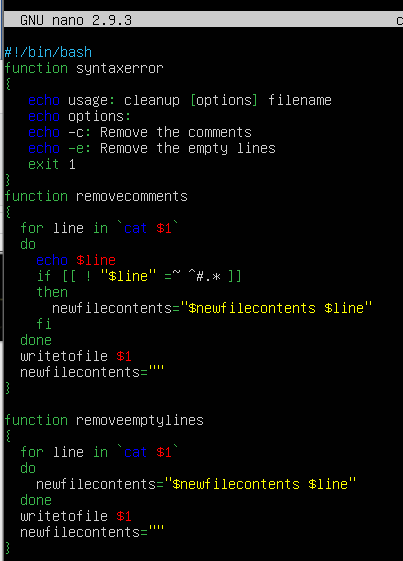 GNU nano 2.9.3 c
#!/bin/bash
function syntaxerror
{
   echo usage: cleanup [options] filename
   echo options:
   echo -c: Remove the comments
   echo -e: Remove the empty lines
   exit 1
}
function removecomments
{
  for line in `cat $1`
  do
    echo $line
    if [[ ! "$line" =~ ^#.* ]]
    then
      newfilecontents="$newfilecontents $line"
    fi
  done
  writetofile $1
  newfilecontents=""
}

function removeemptylines
{
  for line in `cat $1`
  do
    newfilecontents="$newfilecontents $line"
  done
  writetofile $1
  newfilecontents=""
}